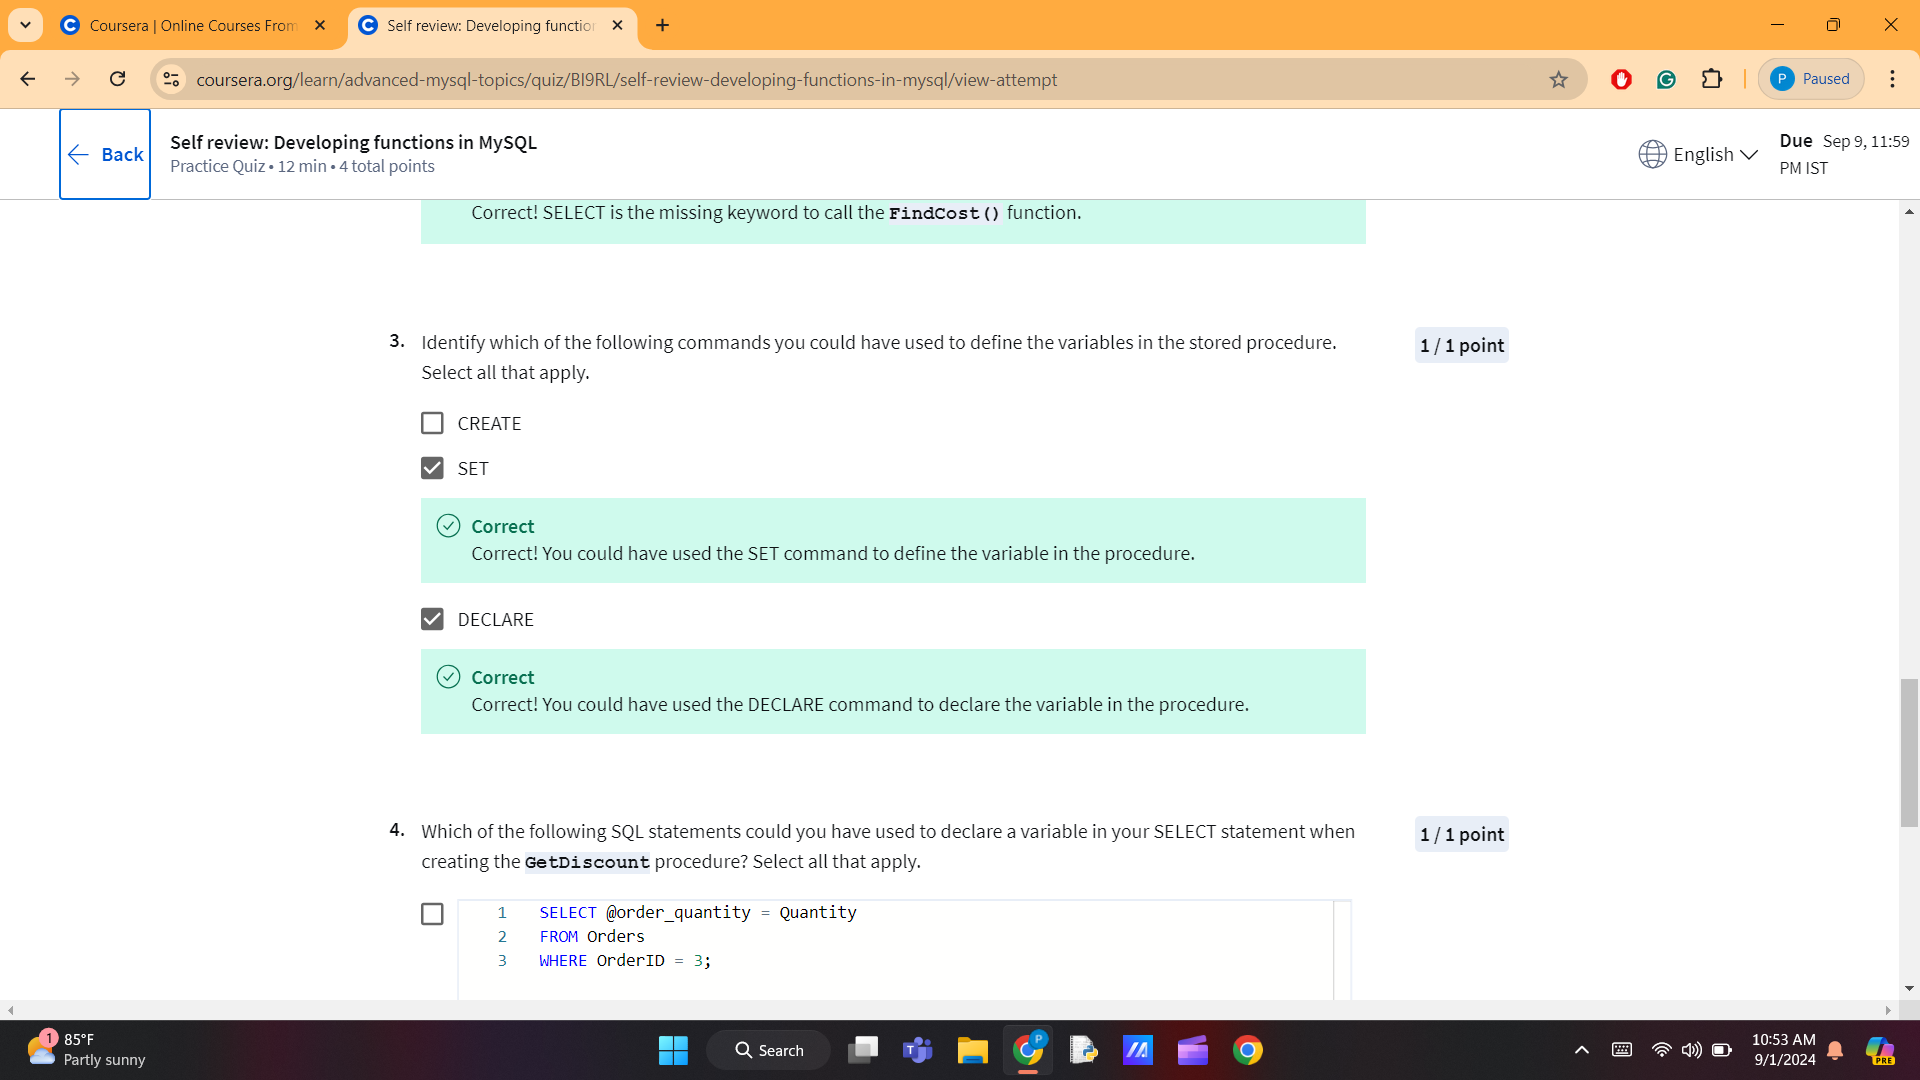 Coursera | Online Courses From
Self review: Developing function
coursera.org/learn/advanced-mysql-topics/quiz/BI9RL/self-review-developing-functions-in-mysql/view-attempt
P Paused
Back
Self review: Developing functions in MySQL
Practice Quiz • 12 min • 4 total points
English
Due Sep 9, 11:59
PM IST
Correct! SELECT is the missing keyword to call the FindCost() function.
3. Identify which of the following commands you could have used to define the variables in the stored procedure.
Select all that apply.
1 / 1 point
CREATE
SET
Correct
Correct! You could have used the SET command to define the variable in the procedure.
DECLARE
Correct
Correct! You could have used the DECLARE command to declare the variable in the procedure.
4. Which of the following SQL statements could you have used to declare a variable in your SELECT statement when
creating the GetDiscount procedure? Select all that apply.
1 / 1 point
1 SELECT @order_quantity = Quantity
2 FROM Orders
3 WHERE OrderID = 3;
1
85°F
Partly sunny
Search
P
PRE
10:53 AM
9/1/2024